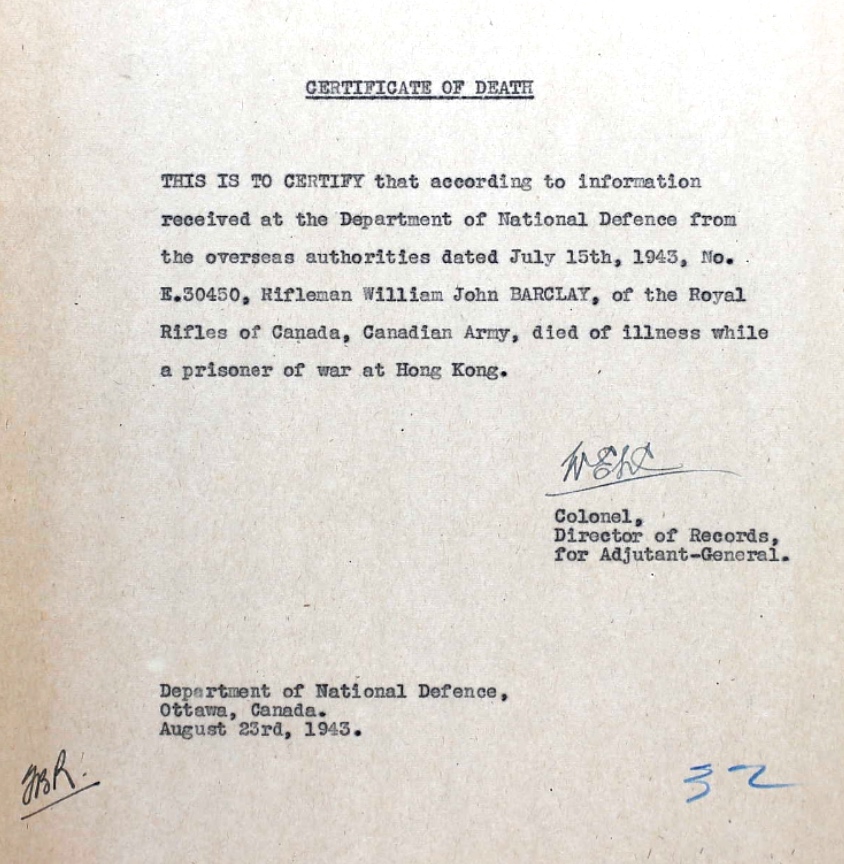 CERTIFICATE OF DEATH
THIS IS TO CERTIFY that according to information
received at the Department of National Defence from
the overseas authorities dated July 15th, 1943, No.
E.30450, Rifleman William John BARCLAY, of the Royal
Rifles of Canada, Canadian Army, died of illness while
a prisoner of war at Hong Kong.
Colonel,
Director of Records,
for Adjutant-General.
Department of National Defence,
Ottawa, Canada.
August 23rd, 1943.
32